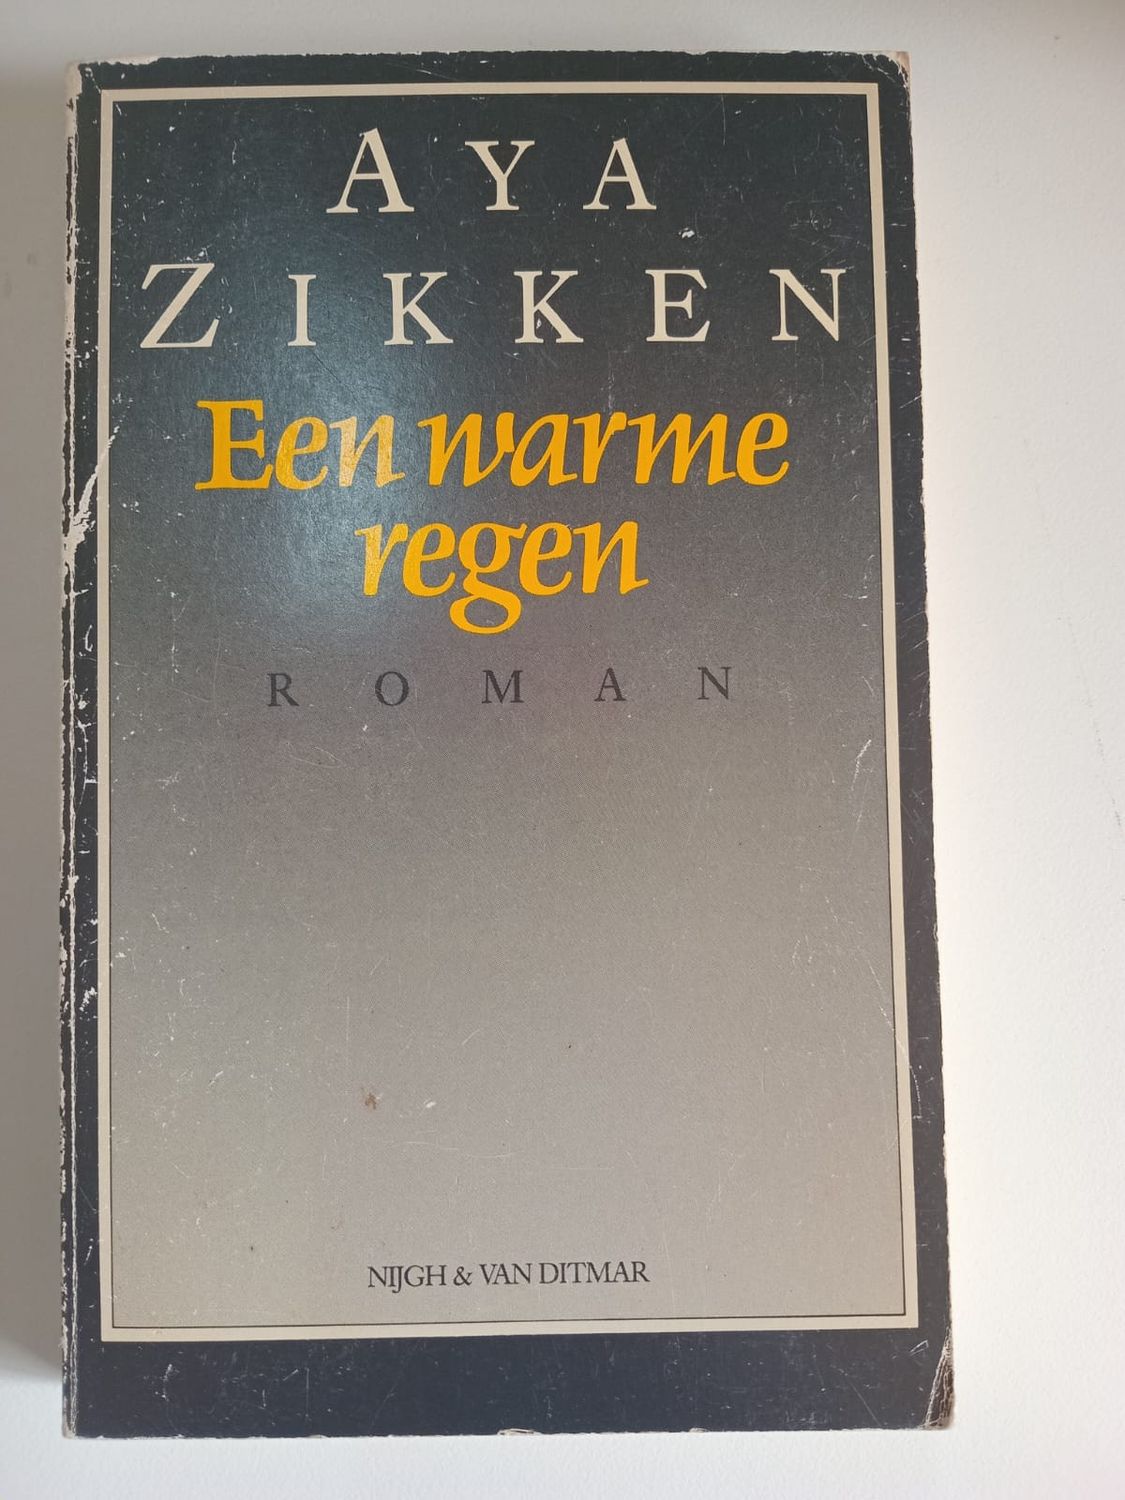 AYA
ZIKKEN
Een warme
regen
ROMAN
NIJGH & VAN DITMAR